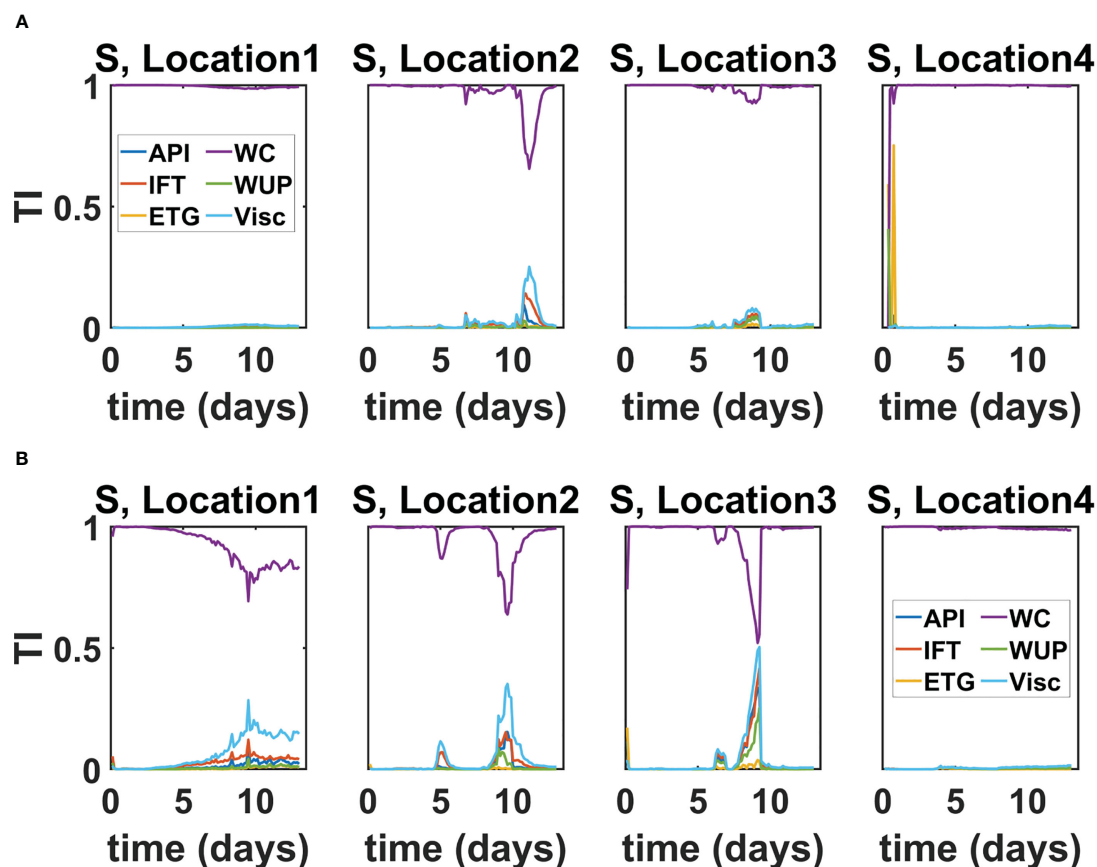 A
S, Location1 S, Location2 S, Location3 S, Location4
1
0.5
0
TI
API WC
IFT WUP
ETG Visc
0 5 10 0 5 10 0 5 10 0 5 10
time (days) time (days) time (days) time (days)
B
S, Location1 S, Location2 S, Location3 S, Location4
1
0.5
0
TI
API WC
IFT WUP
ETG Visc
0 5 10 0 5 10 0 5 10 0 5 10
time (days) time (days) time (days) time (days)